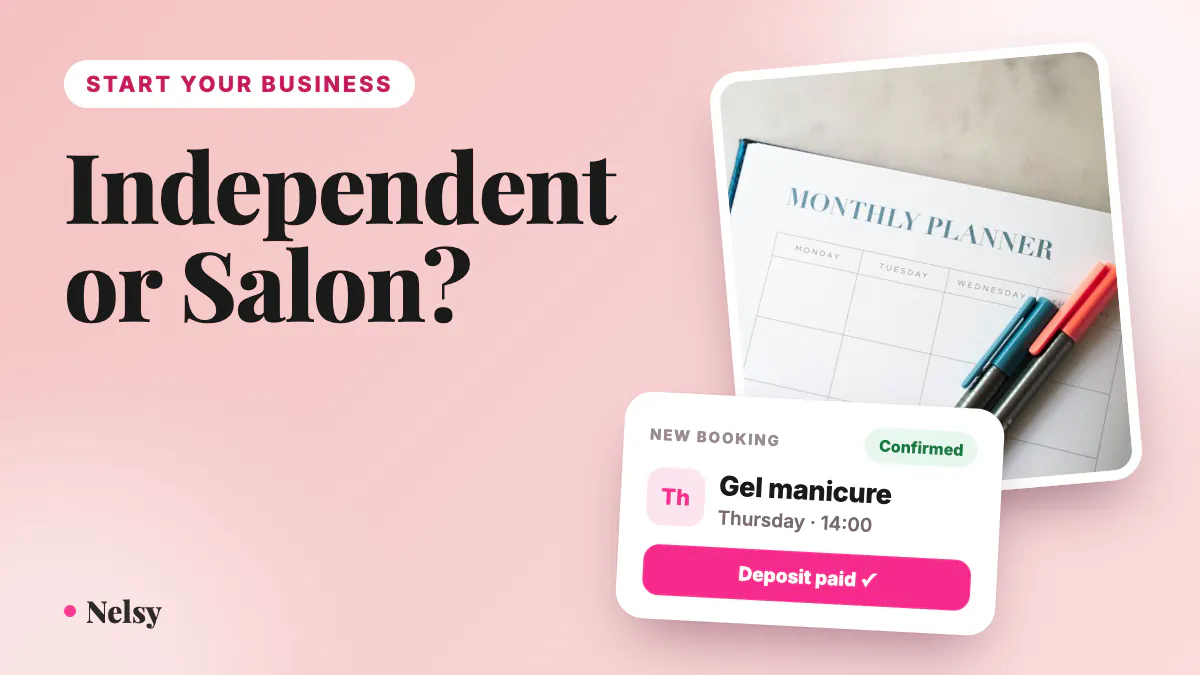 START YOUR BUSINESS
Independent
or Salon?
MONTHLY PLANNER
MONDAY TUESDAY WEDNESDAY
NEW BOOKING
Confirmed
Th
Gel manicure
Thursday · 14:00
Deposit paid ✓
Nelsy